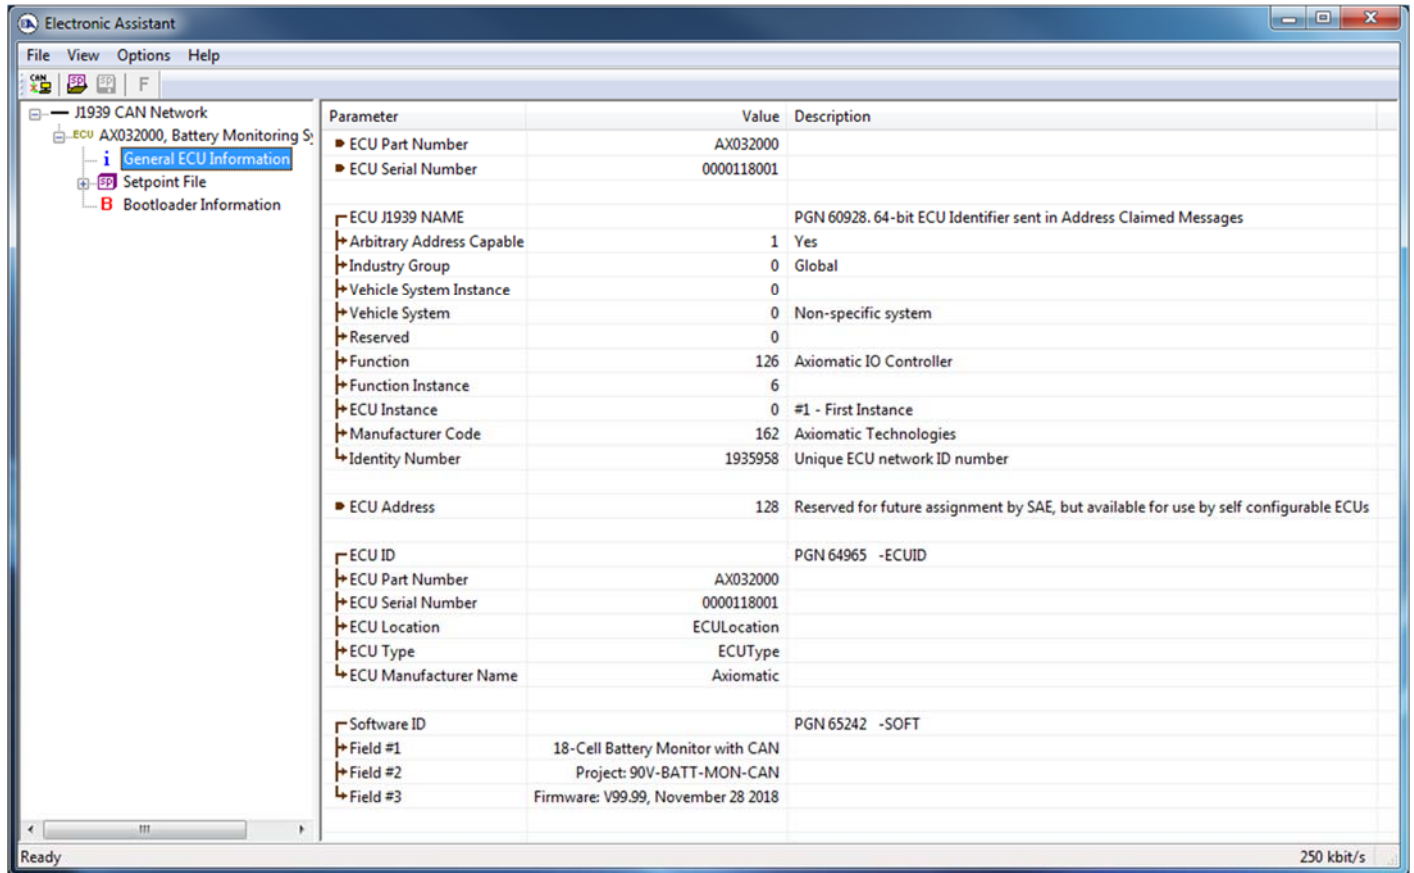 Electronic Assistant
File View Options Help
CAN SP SP F
J1939 CAN Network
ECU AX032000, Battery Monitoring Sy
i General ECU Information
SP Setpoint File
B Bootloader Information
Parameter Value Description
ECU Part Number AX032000
ECU Serial Number 0000118001
ECU J1939 NAME PGN 60928. 64-bit ECU Identifier sent in Address Claimed Messages
Arbitrary Address Capable 1 Yes
Industry Group 0 Global
Vehicle System Instance 0
Vehicle System 0 Non-specific system
Reserved 0
Function 126 Axiomatic IO Controller
Function Instance 6
ECU Instance 0 #1 - First Instance
Manufacturer Code 162 Axiomatic Technologies
Identity Number 1935958 Unique ECU network ID number
ECU Address 128 Reserved for future assignment by SAE, but available for use by self configurable ECUs
ECU ID PGN 64965 -ECUID
ECU Part Number AX032000
ECU Serial Number 0000118001
ECU Location ECULocation
ECU Type ECUType
ECU Manufacturer Name Axiomatic
Software ID PGN 65242 -SOFT
Field #1 18-Cell Battery Monitor with CAN
Field #2 Project: 90V-BATT-MON-CAN
Field #3 Firmware: V99.99, November 28 2018
Ready 250 kbit/s